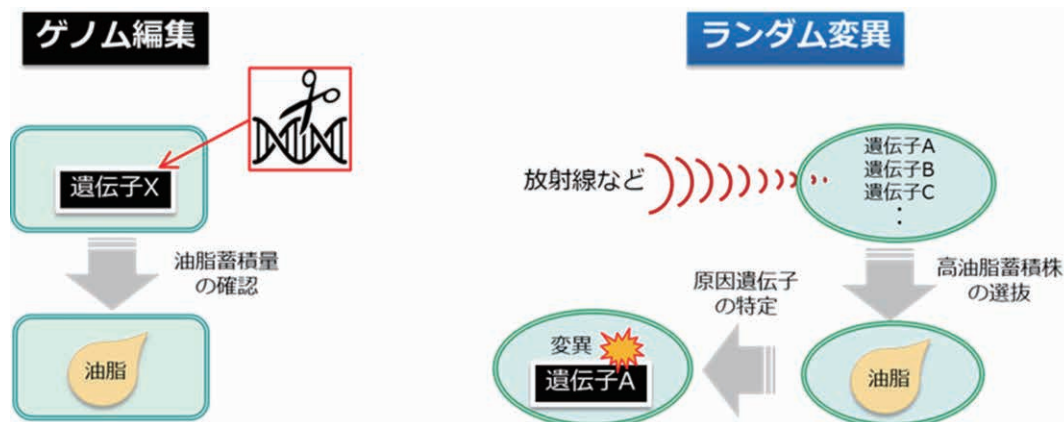 ゲノム編集
遺伝子X
油脂蓄積量
の確認
油脂
ランダム変異
放射線など
遺伝子A
遺伝子B
遺伝子C
・
・
高油脂蓄積株
の選抜
油脂
原因遺伝子
の特定
変異
遺伝子A